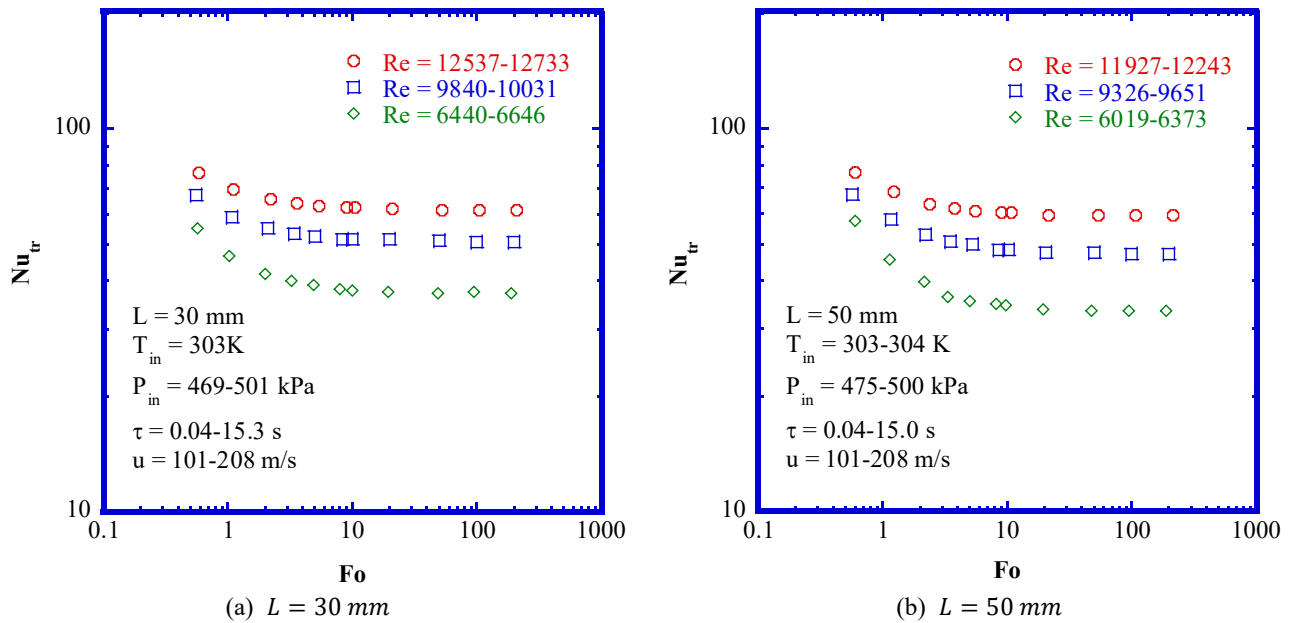 Re = 12537-12733
Re = 9840-10031
Re = 6440-6646
100
Nu_tr
L = 30 mm
T_in = 303K
P_in = 469-501 kPa
τ = 0.04-15.3 s
u = 101-208 m/s
10
0.1 1 10 100 1000
Fo
(a) L = 30 mm
Re = 11927-12243
Re = 9326-9651
Re = 6019-6373
100
Nu_tr
L = 50 mm
T_in = 303-304 K
P_in = 475-500 kPa
τ = 0.04-15.0 s
u = 101-208 m/s
10
0.1 1 10 100 1000
Fo
(b) L = 50 mm